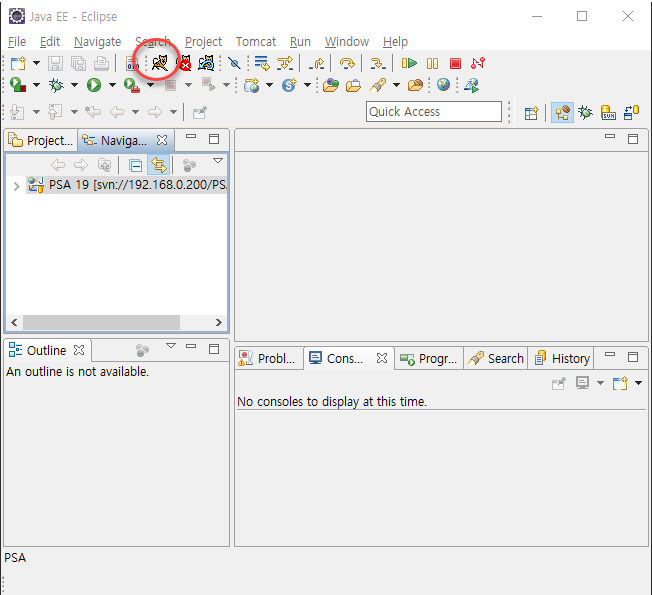 Java EE - Eclipse
File Edit Navigate Search Project Tomcat Run Window Help
Quick Access
Project...
Naviga...
PSA 19 [svn://192.168.0.200/PS
Outline
An outline is not available.
Probl...
Cons...
Progr...
Search
History
No consoles to display at this time.
PSA